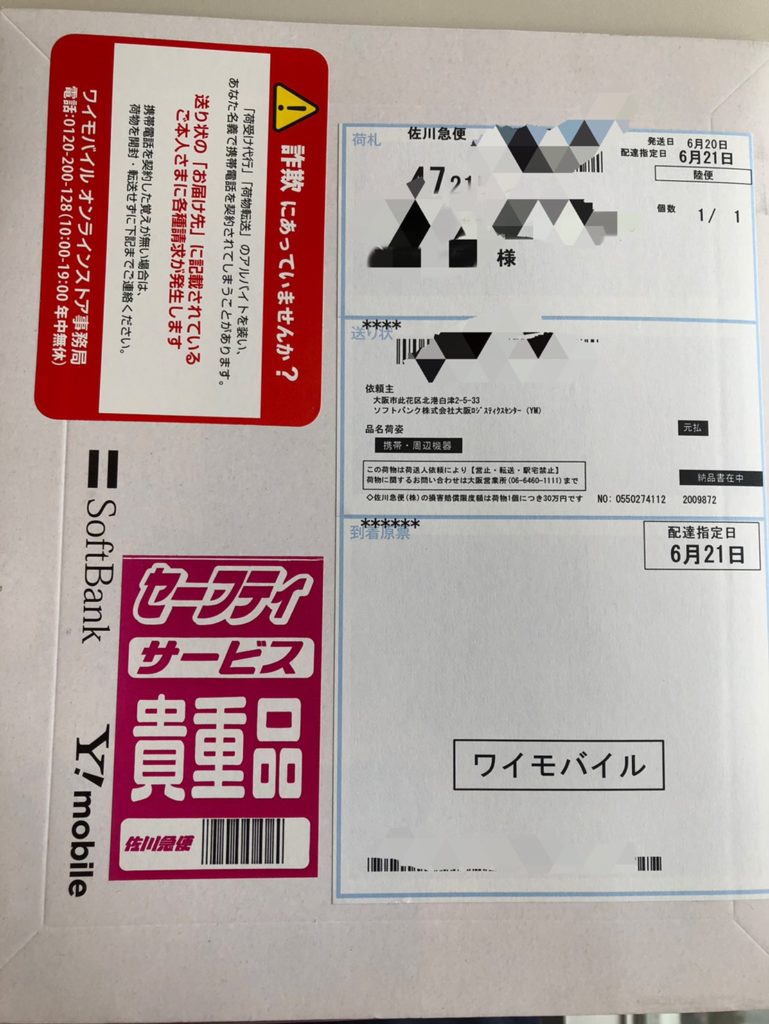 詐欺 にあっていませんか？
「荷受け代行」「荷物転送」のアルバイトを装い、
あなた名義で携帯電話を契約されてしまうことがあります。
送り状の「お届け先」に記載されている
ご本人さまに各種請求が発生します
携帯電話を契約した覚えが無い場合は、
荷物を開封・転送せずに下記までご連絡ください。
ワイモバイル オンラインストア事務局
電話:0120-200-128(10:00-19:00 年中無休)
荷札
佐川急便
発送日 6月20日
配達指定日 6月21日
陸便
4721
個数 1/ 1
様
****
送り状
依頼主
大阪市此花区北港白津2-5-33
ソフトバンク株式会社大阪ﾛｼﾞｽﾃｨｸｽｾﾝﾀｰ (YM)
品名荷姿
元払
携帯・周辺機器
この荷物は荷送人依頼により【営止・転送・駅宅禁止】
荷物に関するお問い合わせは大阪営業所(06-6460-1111)まで
納品書在中
◇佐川急便(株)の損害賠償限度額は荷物1個につき30万円です NO: 0550274112 2009872
******
到着原票
配達指定日
6月21日
ワイモバイル
SoftBank
Y!mobile
セーフティ
サービス
貴重品
佐川急便